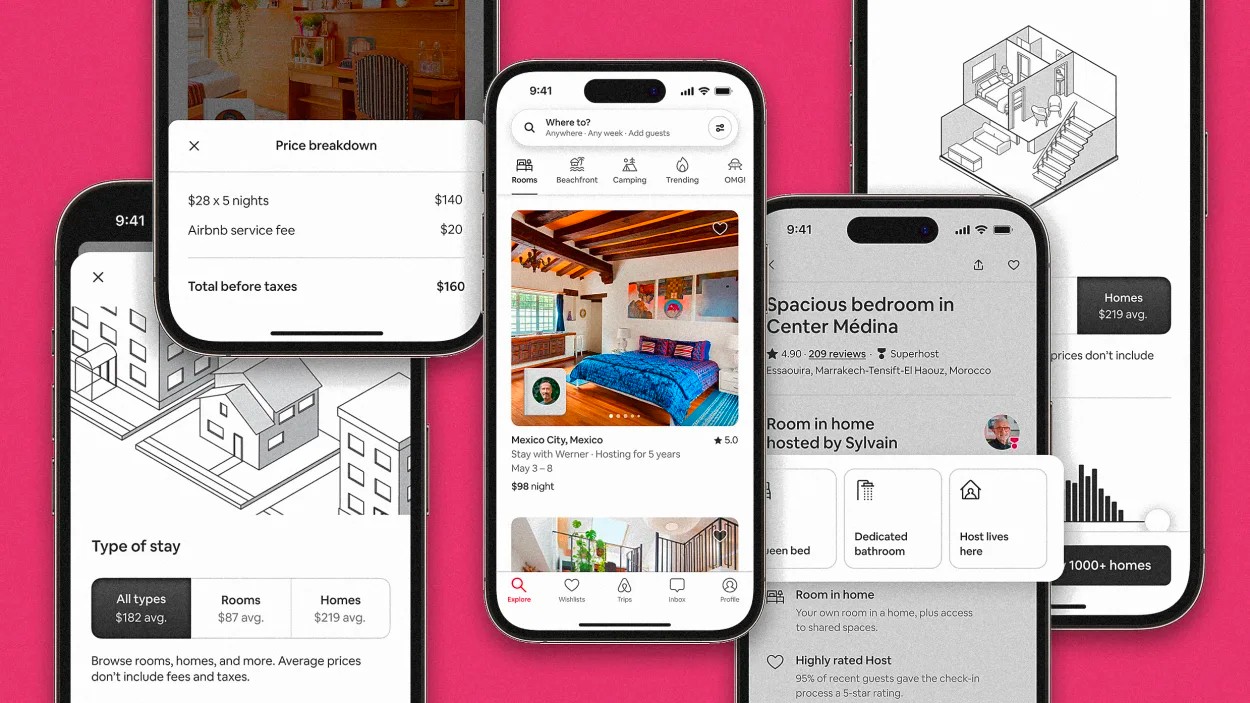 9:41
Type of stay
All types
$182 avg.
Rooms
$87 avg.
Homes
$219 avg.
Browse rooms, homes, and more. Average prices
don’t include fees and taxes.
Price breakdown
$28 x 5 nights
$140
Airbnb service fee
$20
Total before taxes
$160
9:41
Where to?
Anywhere · Any week · Add guests
Rooms
Beachfront
Camping
Trending
OMG!
Mexico City, Mexico
★ 5.0
Stay with Werner · Hosting for 5 years
May 3 – 8
$98 night
Explore
Wishlists
Trips
Inbox
Profile
9:41
Spacious bedroom in
Center Médina
★ 4.90 · 209 reviews · Superhost
Essaouira, Marrakech-Tensift-El Haouz, Morocco
Room in home
hosted by Sylvain
bed
Dedicated
bathroom
Host lives
here
Room in home
Your own room in a home, plus access
to shared spaces.
Highly rated Host
95% of recent guests gave the check-in
process a 5-star rating.
Homes
$219 avg.
prices don’t include
1000+ homes